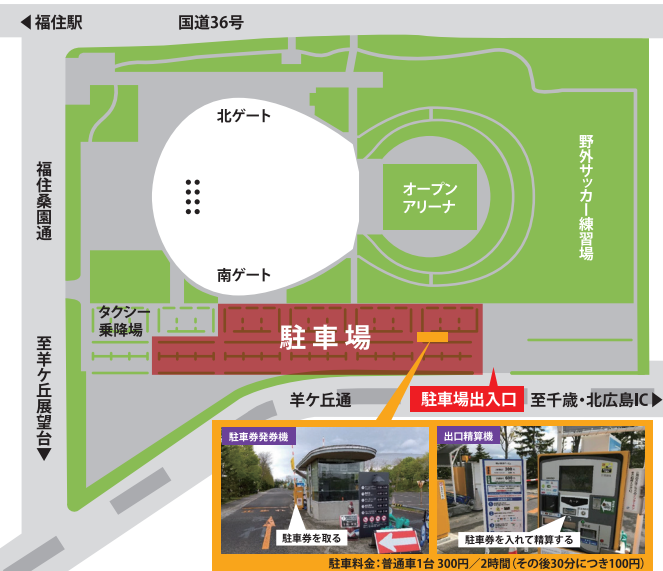 ◀福住駅
国道36号
北ゲート
福住桑園通
オープン
アリーナ
野外サッカー練習場
南ゲート
タクシー
乗降場
駐車場
至羊ケ丘展望台▼
羊ケ丘通
駐車場出入口
至千歳・北広島IC▶
駐車券発券機
出口精算機
駐車券を取る
駐車券を入れて精算する
駐車料金：普通車1台 300円／2時間（その後30分につき100円）